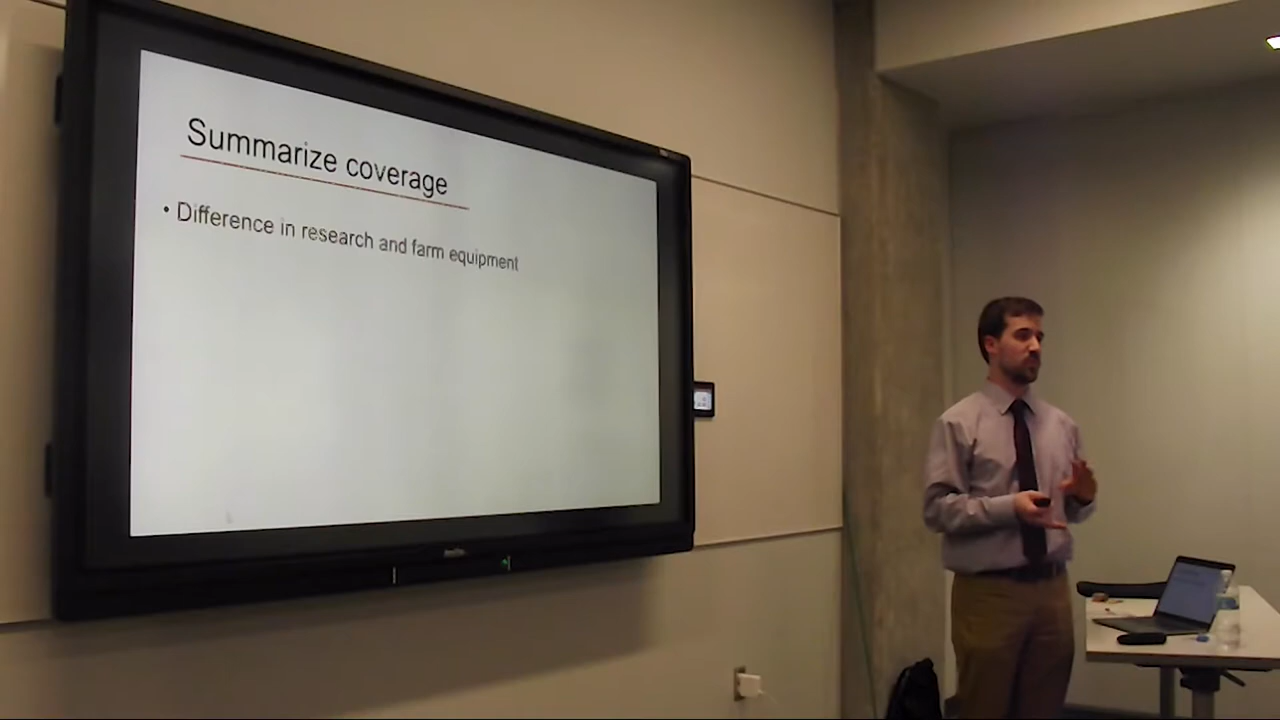 Summarize coverage
• Difference in research and farm equipment